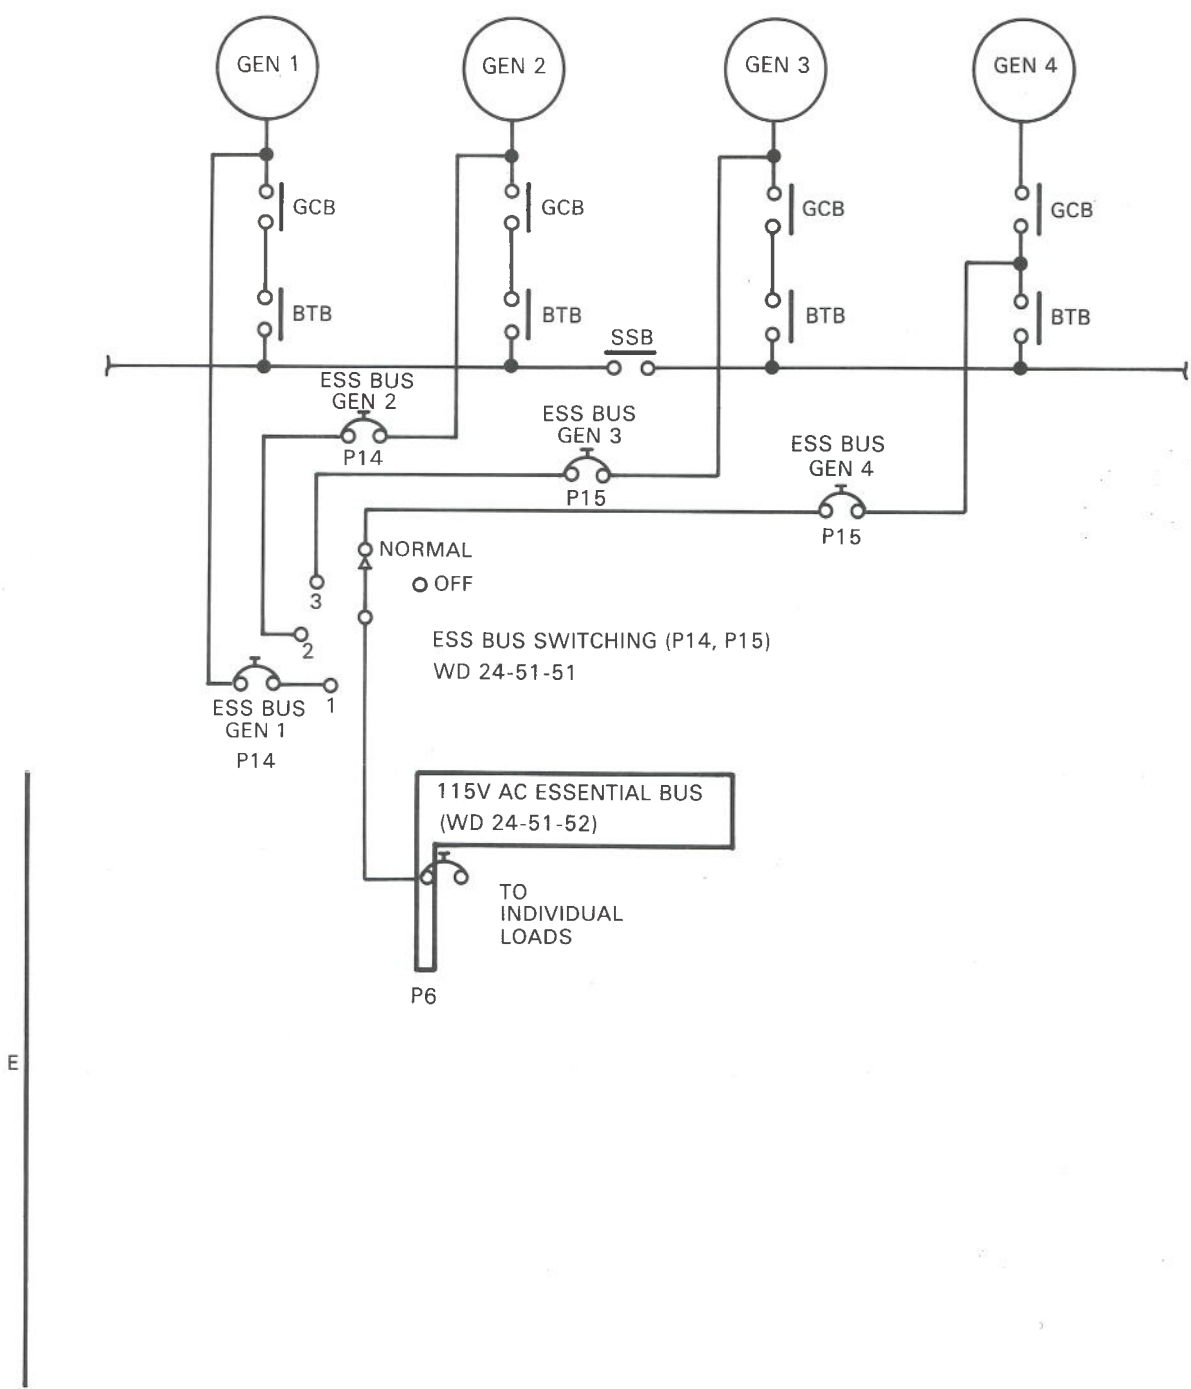 GEN 1
GEN 2
GEN 3
GEN 4
GCB
GCB
GCB
GCB
BTB
BTB
BTB
BTB
SSB
ESS BUS
GEN 2
P14
ESS BUS
GEN 3
P15
ESS BUS
GEN 4
P15
NORMAL
OFF
3
2
1
ESS BUS SWITCHING (P14, P15)
WD 24-51-51
ESS BUS
GEN 1
P14
115V AC ESSENTIAL BUS
(WD 24-51-52)
TO
INDIVIDUAL
LOADS
P6
E